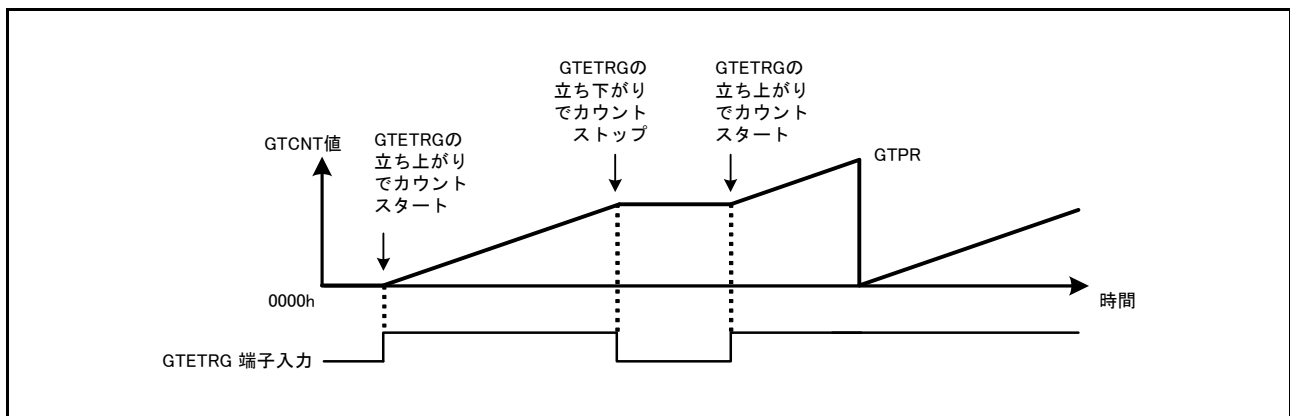 GTCNT値
GTETRGの
立ち上がり
でカウント
スタート
GTETRGの
立ち下がり
でカウント
ストップ
GTETRGの
立ち上がり
でカウント
スタート
GTPR
0000h
時間
GTETRG 端子入力